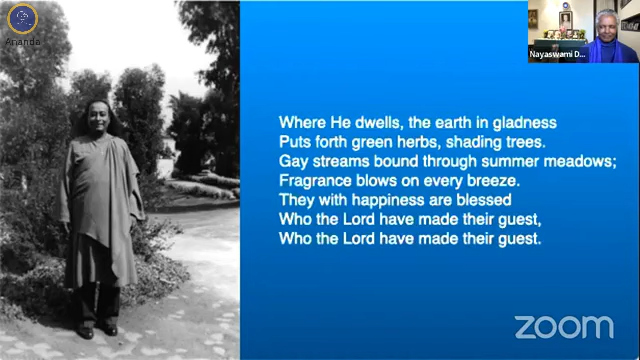 Ananda
Nayaswami D...
Where He dwells, the earth in gladness
Puts forth green herbs, shading trees.
Gay streams bound through summer meadows;
Fragrance blows on every breeze.
They with happiness are blessed
Who the Lord have made their guest,
Who the Lord have made their guest.
zoom